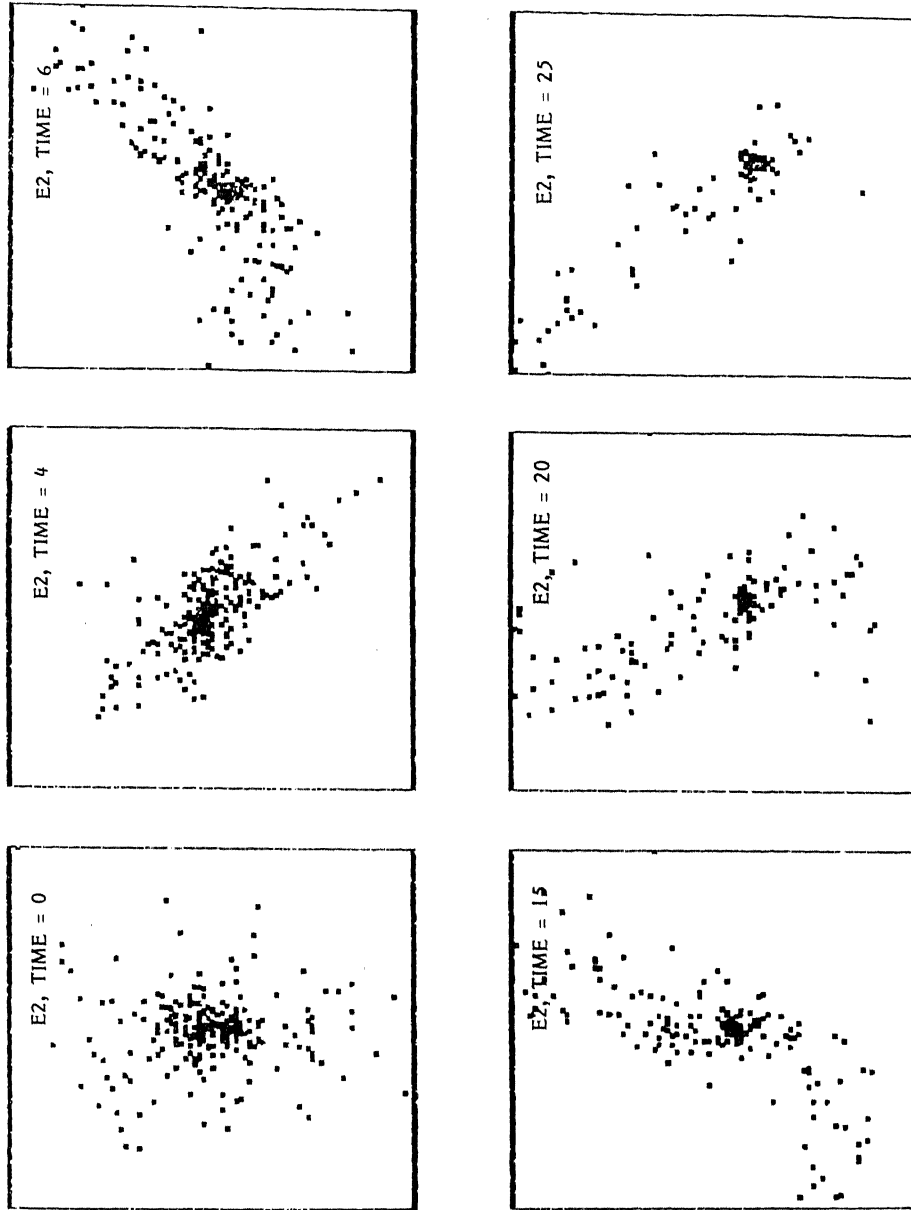 E2, TIME = 0
E2, TIME = 4
E2, TIME = 6
E2, TIME = 15
E2, TIME = 20
E2, TIME = 25